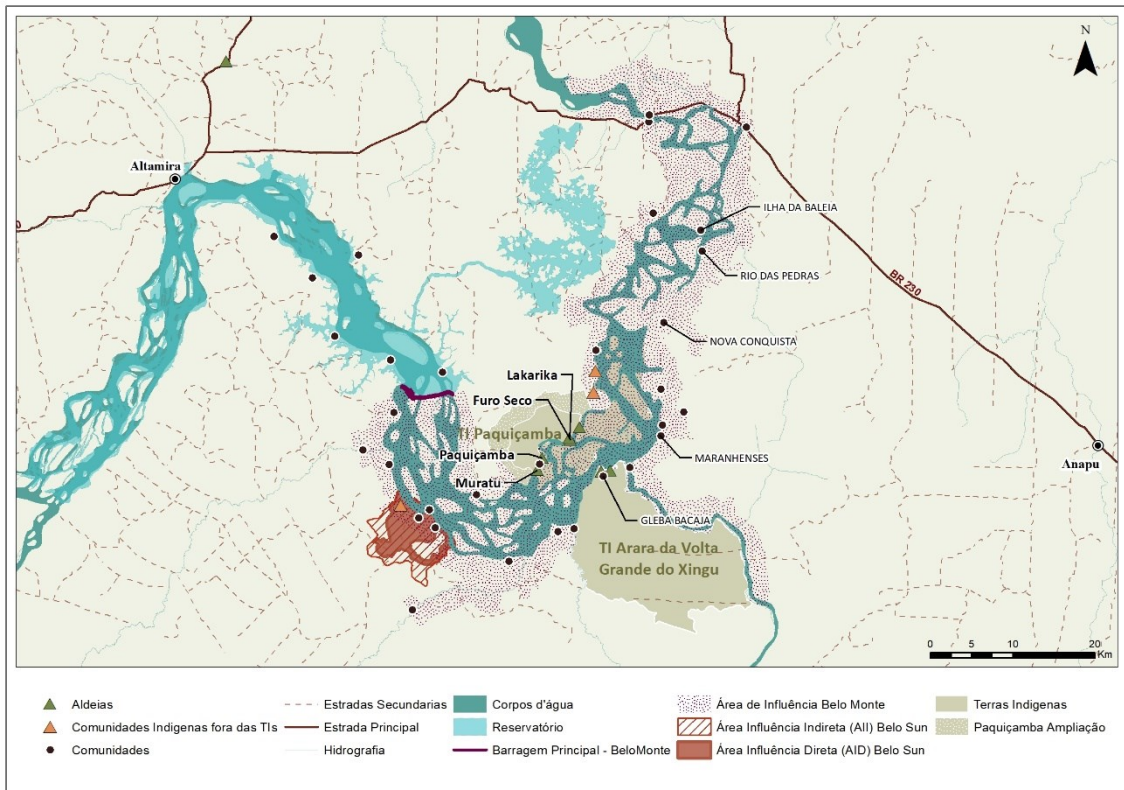 N
Altamira
ILHA DA BALEIA
RIO DAS PEDRAS
BR 230
NOVA CONQUISTA
Lakarika
Furo Seco
TI Paquiçamba
Paquiçamba
MARANHENSES
Anapu
Muratu
GLEBA BACAJA
TI Arara da Volta
Grande do Xingu
0 5 10 20
Km
Aldeias
Comunidades Indigenas fora das TIs
Comunidades
Estradas Secundarias
Estrada Principal
Hidrografia
Corpos d'água
Reservatório
Barragem Principal - BeloMonte
Área de Influência Belo Monte
Área Influência Indireta (AII) Belo Sun
Área Influência Direta (AID) Belo Sun
Terras Indigenas
Paquiçamba Ampliação